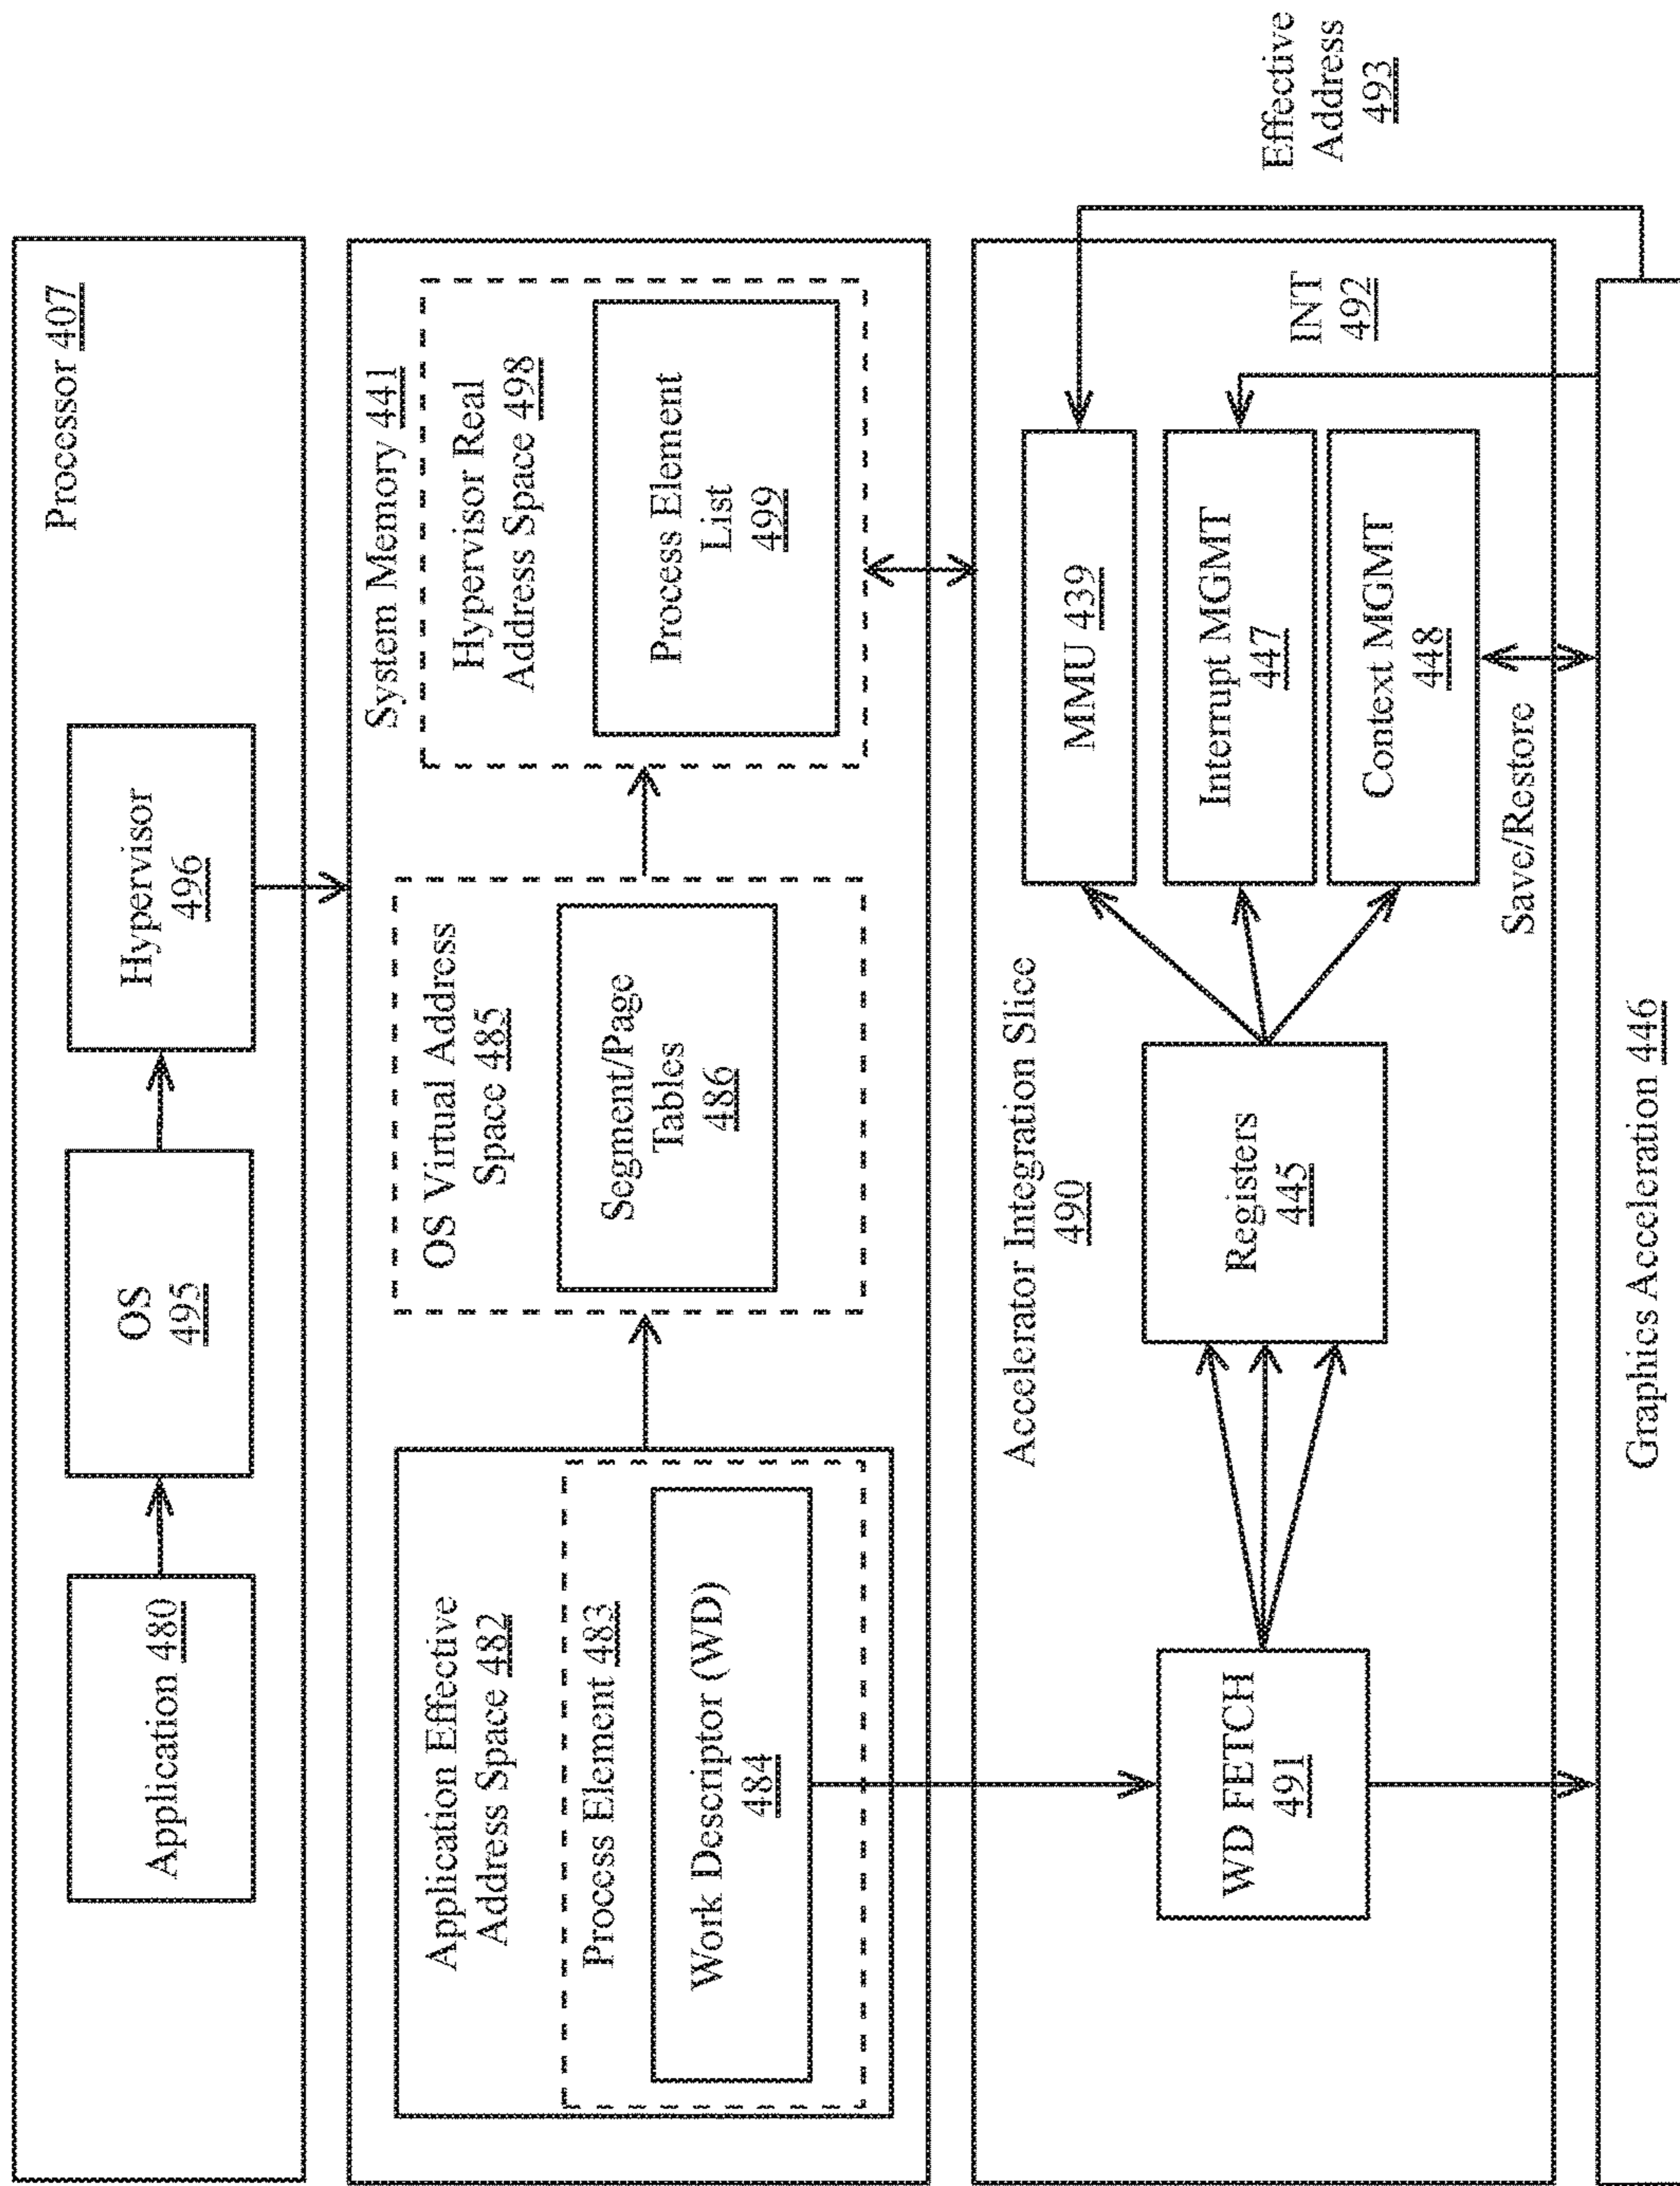 Processor 407
Application 480
OS
495
Hypervisor
496
System Memory 441
Application Effective
Address Space 482
Process Element 483
Work Descriptor (WD)
484
OS Virtual Address
Space 485
Segment/Page
Tables
486
Hypervisor Real
Address Space 498
Process Element
List
499
Accelerator Integration Slice
490
WD FETCH
491
Registers
445
MMU 439
Interrupt MGMT
447
Context MGMT
448
INT
492
Save/Restore
Effective
Address
493
Graphics Acceleration 446